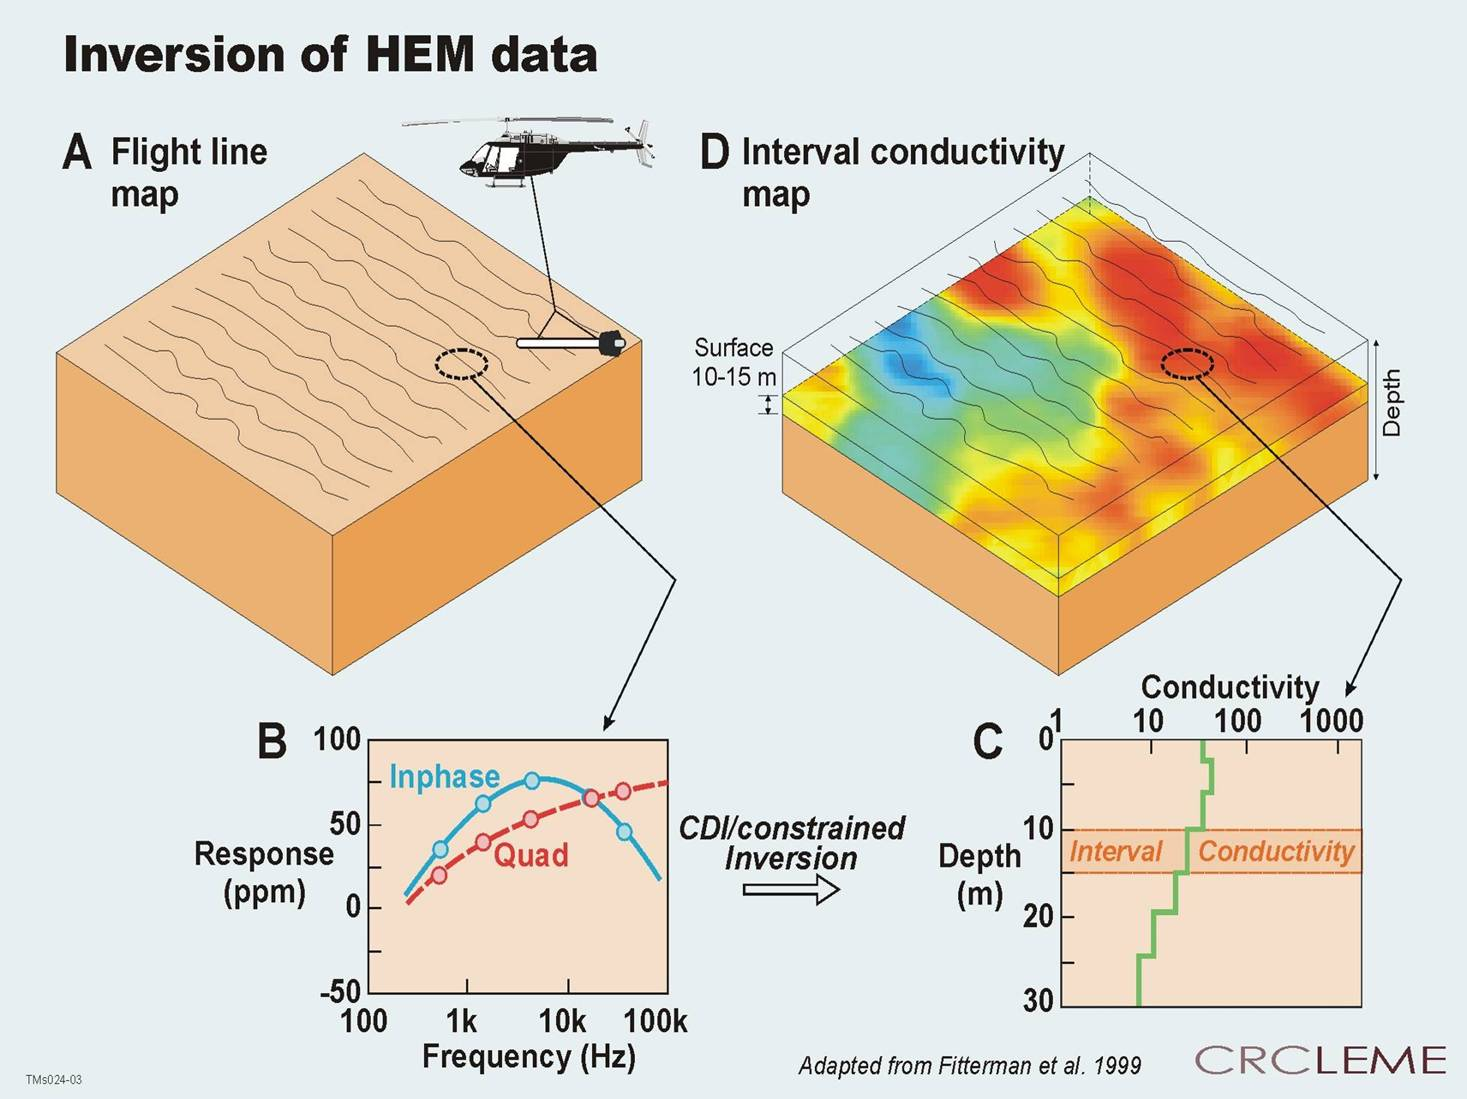 Inversion of HEM data
A Flight line
map
D Interval conductivity
map
Surface
10-15 m
Depth
B
100
50
0
-50
Inphase
Quad
Response
(ppm)
100 1k 10k 100k
Frequency (Hz)
CDI/constrained
Inversion
C
Conductivity
1 10 100 1000
0
10
20
30
Depth
(m)
Interval Conductivity
Adapted from Fitterman et al. 1999
CRCLEME
TMs024-03